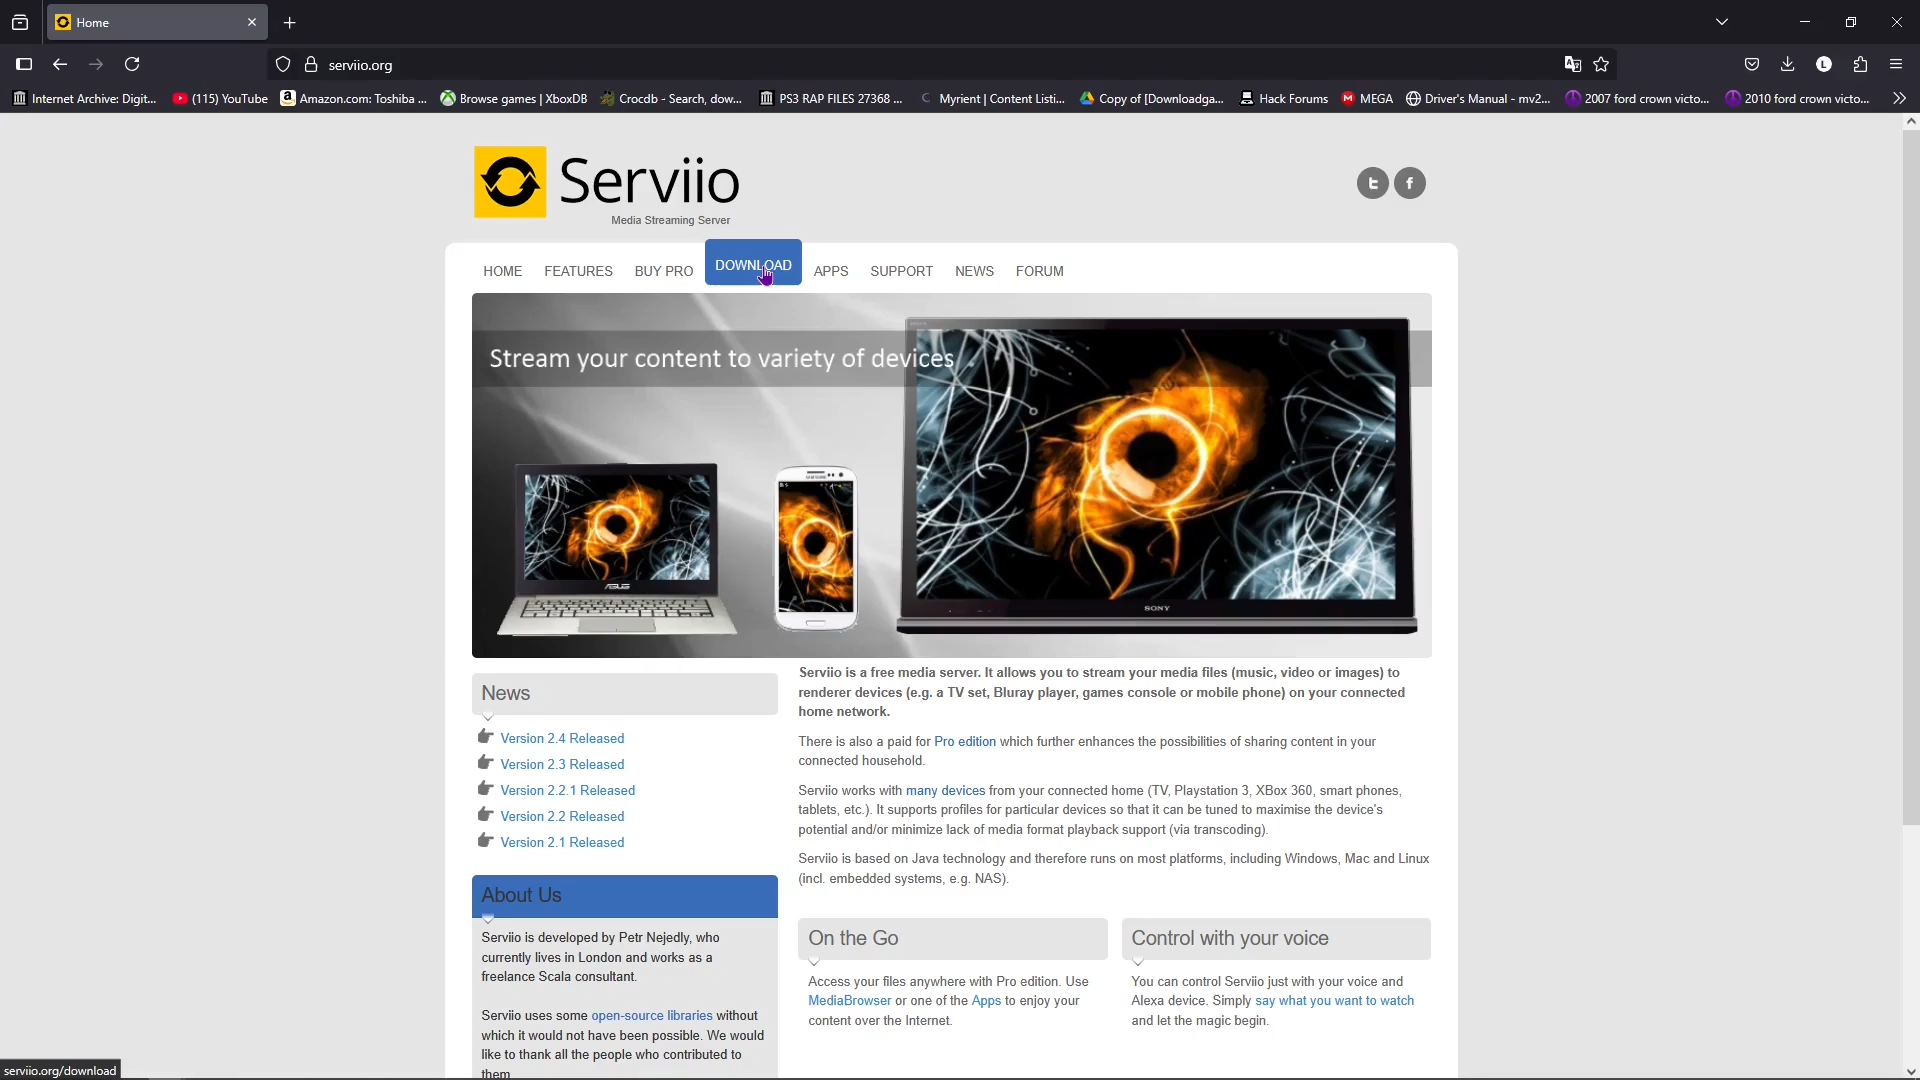 Home
serviio.org
Internet Archive: Digit...
(115) YouTube
Amazon.com: Toshiba ...
Browse games | XboxDB
Crocdb - Search, dow...
PS3 RAP FILES 27368 ...
Myrient | Content Listi...
Copy of [Downloadga...
Hack Forums
MEGA
Driver's Manual - mv2...
2007 ford crown victo...
2010 ford crown victo...
Serviio
Media Streaming Server
HOME
FEATURES
BUY PRO
DOWNLOAD
APPS
SUPPORT
NEWS
FORUM
Stream your content to variety of devices
ASUS
SONY
News
Version 2.4 Released
Version 2.3 Released
Version 2.2.1 Released
Version 2.2 Released
Version 2.1 Released
About Us
Serviio is developed by Petr Nejedly, who
currently lives in London and works as a
freelance Scala consultant.
Serviio uses some open-source libraries without
which it would not have been possible. We would
like to thank all the people who contributed to
them
Serviio is a free media server. It allows you to stream your media files (music, video or images) to
renderer devices (e.g. a TV set, Bluray player, games console or mobile phone) on your connected
home network.
There is also a paid for Pro edition which further enhances the possibilities of sharing content in your
connected household.
Serviio works with many devices from your connected home (TV, Playstation 3, XBox 360, smart phones,
tablets, etc.). It supports profiles for particular devices so that it can be tuned to maximise the device's
potential and/or minimize lack of media format playback support (via transcoding).
Serviio is based on Java technology and therefore runs on most platforms, including Windows, Mac and Linux
(incl. embedded systems, e.g. NAS).
On the Go
Access your files anywhere with Pro edition. Use
MediaBrowser or one of the Apps to enjoy your
content over the Internet.
Control with your voice
You can control Serviio just with your voice and
Alexa device. Simply say what you want to watch
and let the magic begin.
serviio.org/download